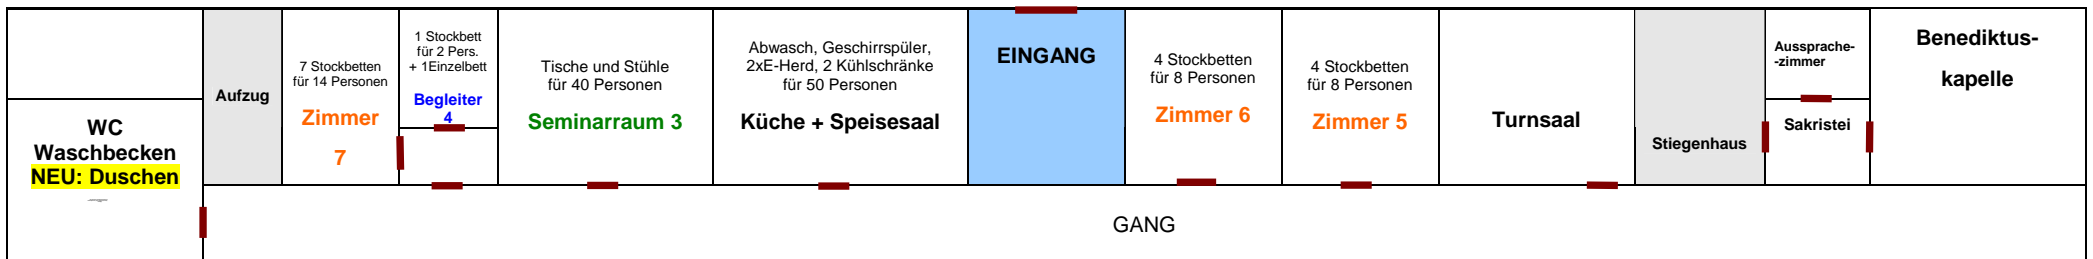 WC
Waschbecken
NEU: Duschen
Aufzug
7 Stockbetten
für 14 Personen
Zimmer
7
1 Stockbett
für 2 Pers.
+ 1Einzelbett
Begleiter
4
Tische und Stühle
für 40 Personen
Seminarraum 3
Abwasch, Geschirrspüler,
2xE-Herd, 2 Kühlschränke
für 50 Personen
Küche + Speisesaal
EINGANG
4 Stockbetten
für 8 Personen
Zimmer 6
4 Stockbetten
für 8 Personen
Zimmer 5
Turnsaal
Stiegenhaus
Aussprache-
-zimmer
Sakristei
Benediktus-
kapelle
GANG